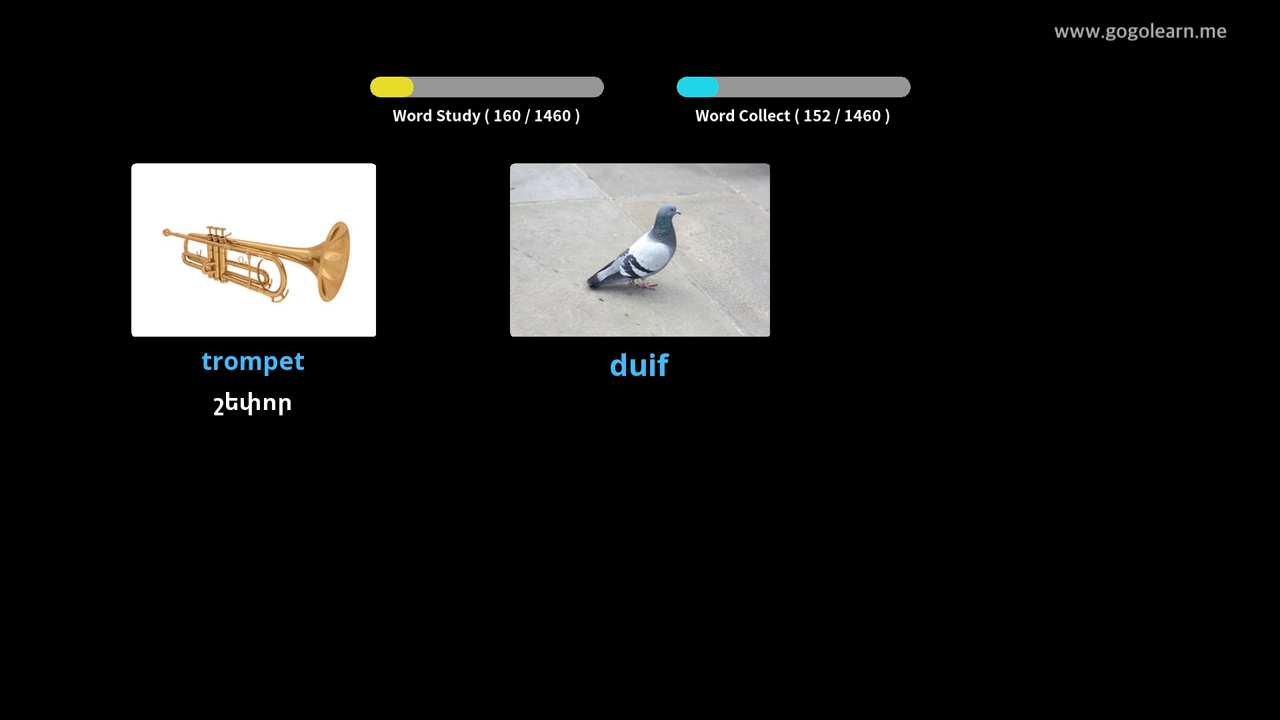 www.gogolearn.me
Word Study ( 160 / 1460 )
Word Collect ( 152 / 1460 )
trompet
շեփոր
duif